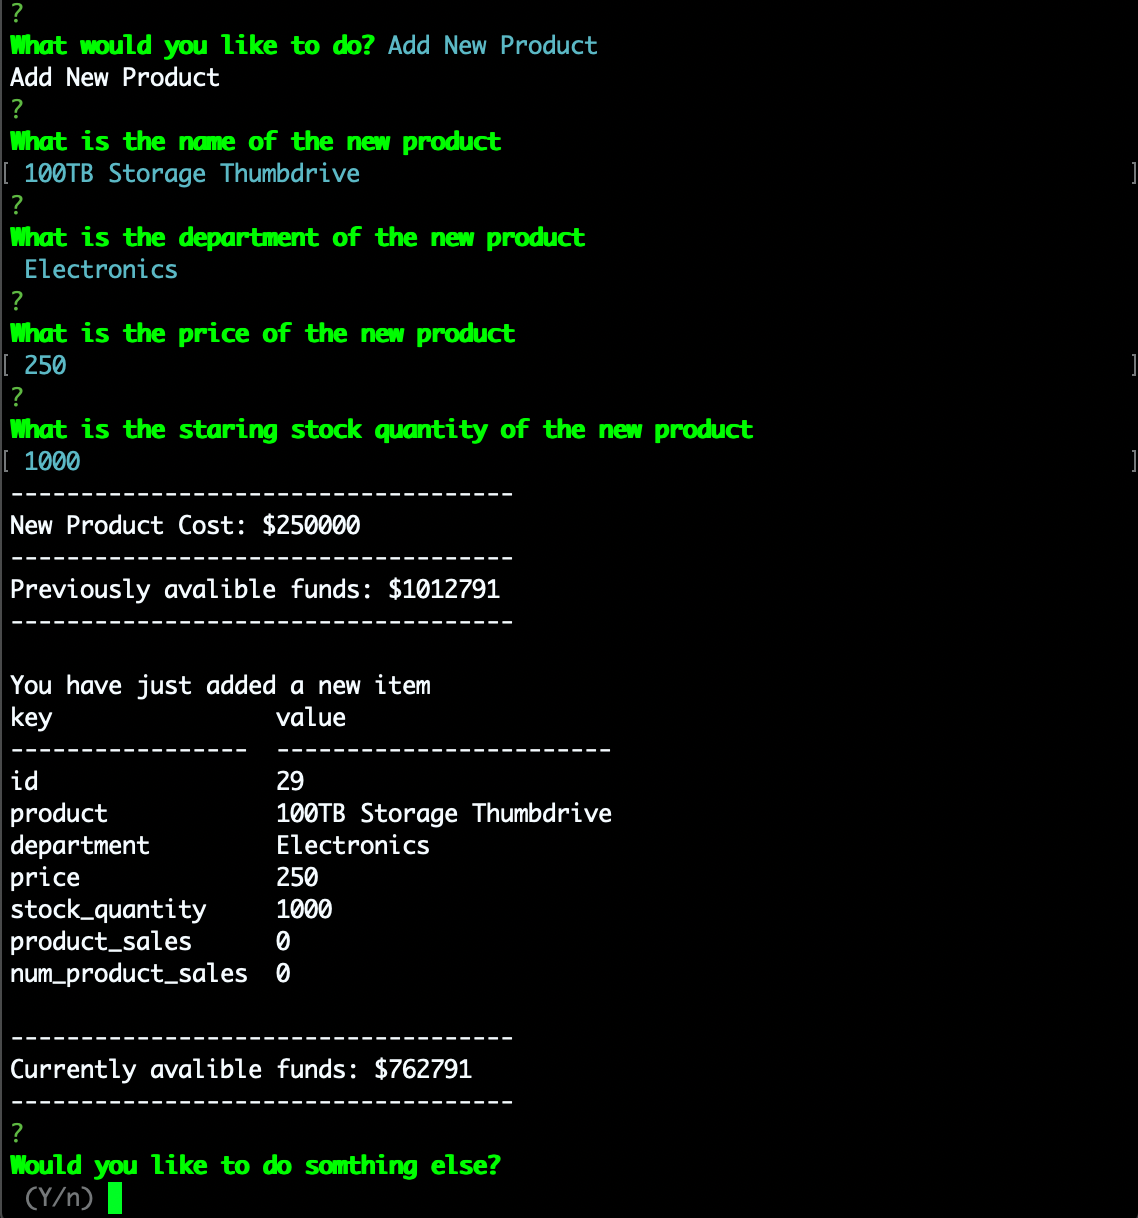 ?
What would you like to do? Add New Product
Add New Product
?
What is the name of the new product
[ 100TB Storage Thumbdrive ]
?
What is the department of the new product
Electronics
?
What is the price of the new product
[ 250 ]
?
What is the staring stock quantity of the new product
[ 1000 ]
------------------------------------
New Product Cost: $250000
------------------------------------
Previously avalible funds: $1012791
------------------------------------
You have just added a new item
key                value
-----------------  ------------------------
id                 29
product            100TB Storage Thumbdrive
department         Electronics
price              250
stock_quantity     1000
product_sales      0
num_product_sales  0
------------------------------------
Currently avalible funds: $762791
------------------------------------
?
Would you like to do somthing else?
(Y/n)